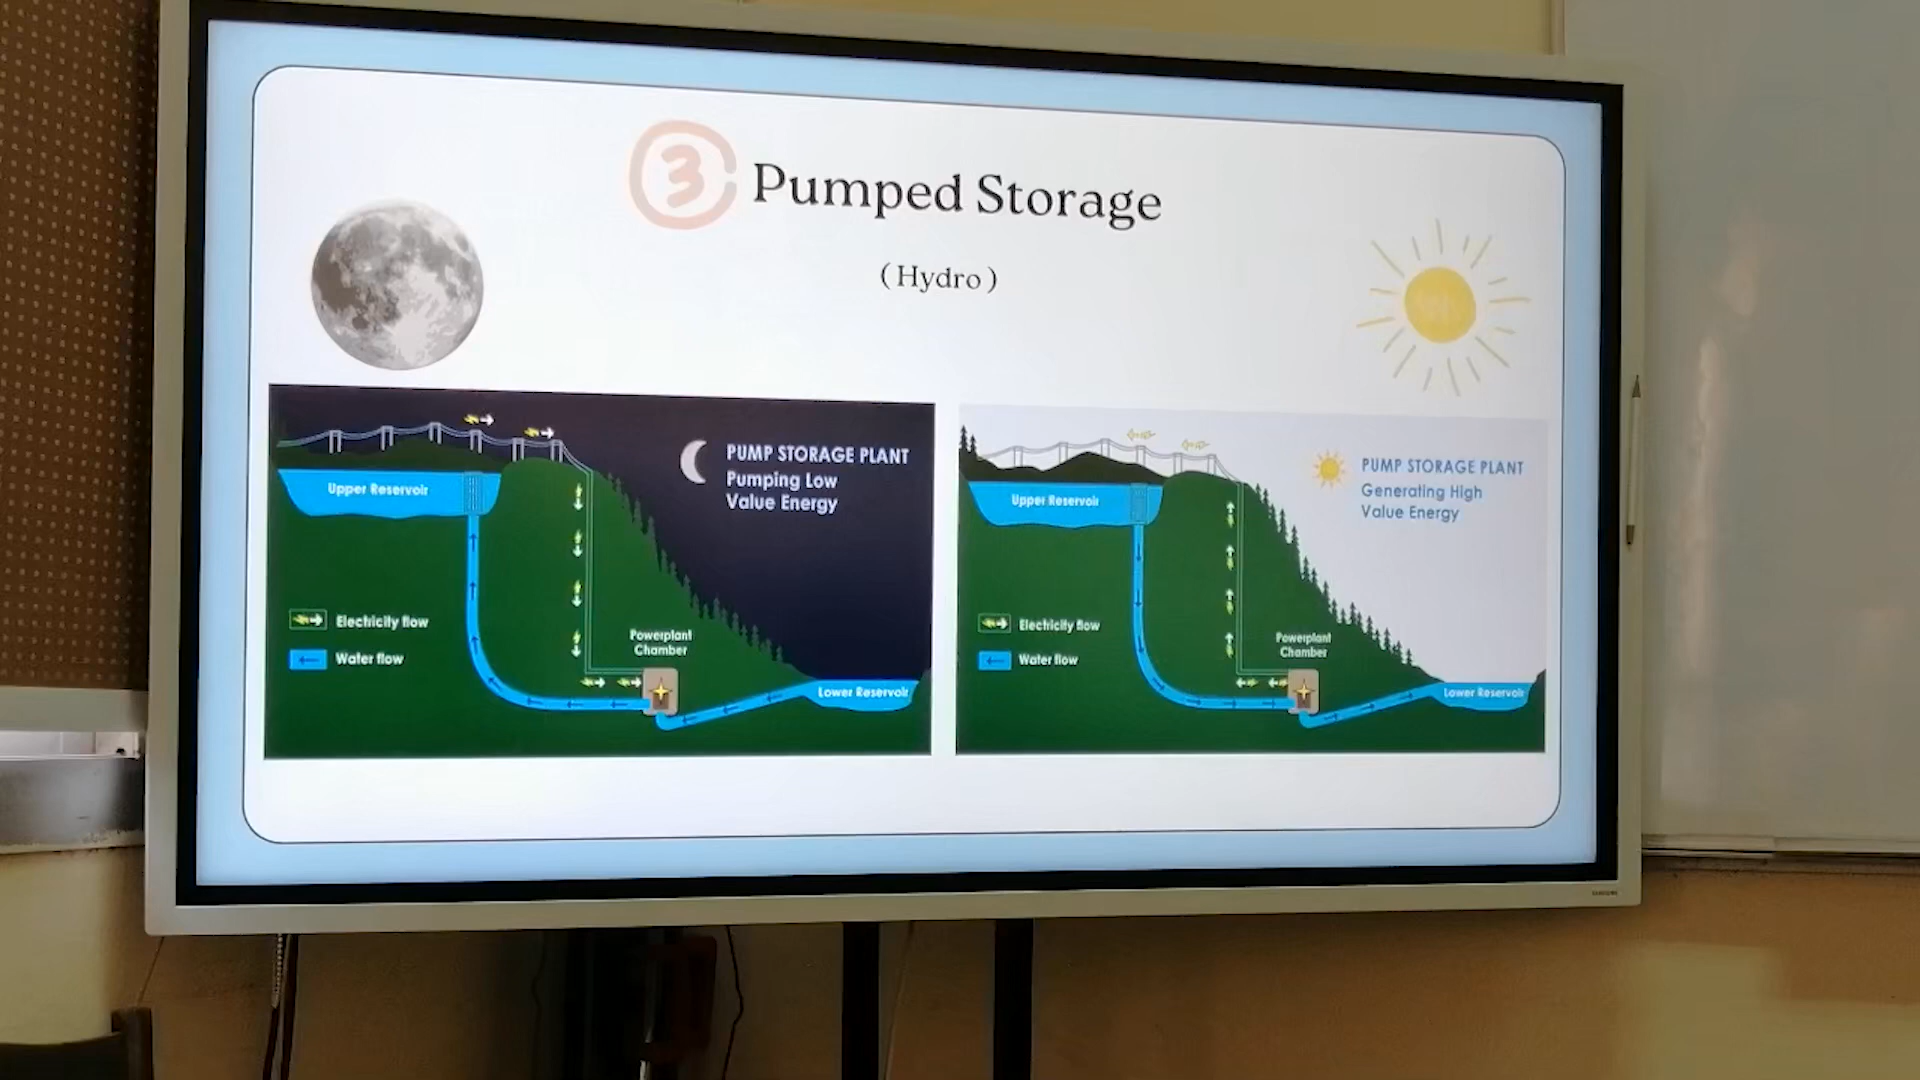 3 Pumped Storage
(Hydro)
PUMP STORAGE PLANT
Pumping Low
Value Energy
Upper Reservoir
Electricity flow
Water flow
Powerplant
Chamber
Lower Reservoir
PUMP STORAGE PLANT
Generating High
Value Energy
Upper Reservoir
Electricity flow
Water flow
Powerplant
Chamber
Lower Reservoir
SAMSUNG